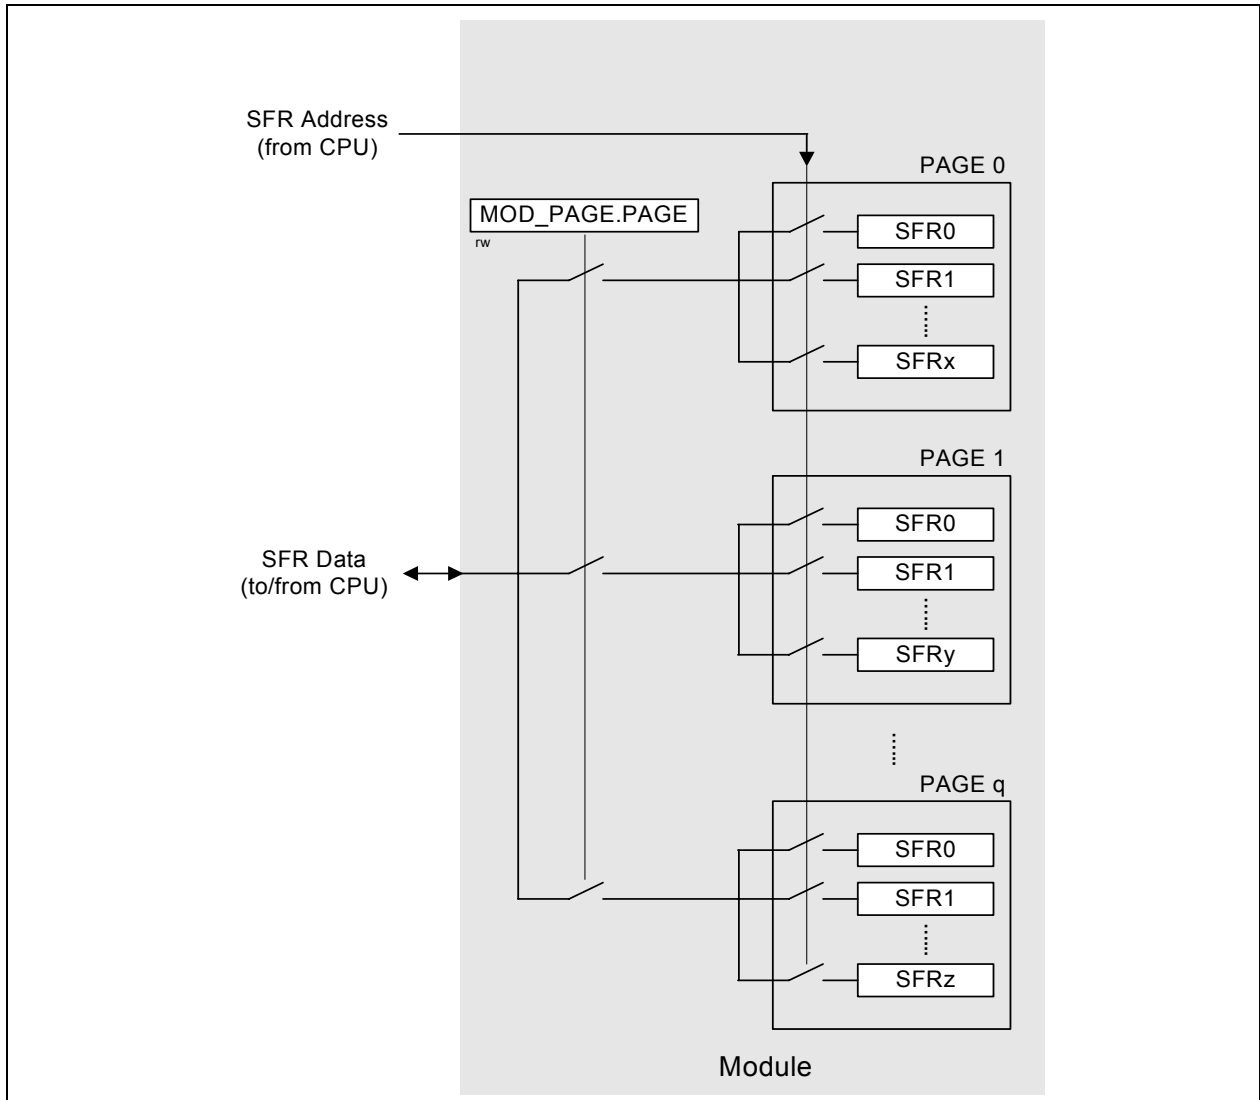 SFR Address
(from CPU)
PAGE 0
MOD_PAGE.PAGE
rw
SFR0
SFR1
SFRx
PAGE 1
SFR0
SFR1
SFRy
SFR Data
(to/from CPU)
PAGE q
SFR0
SFR1
SFRz
Module